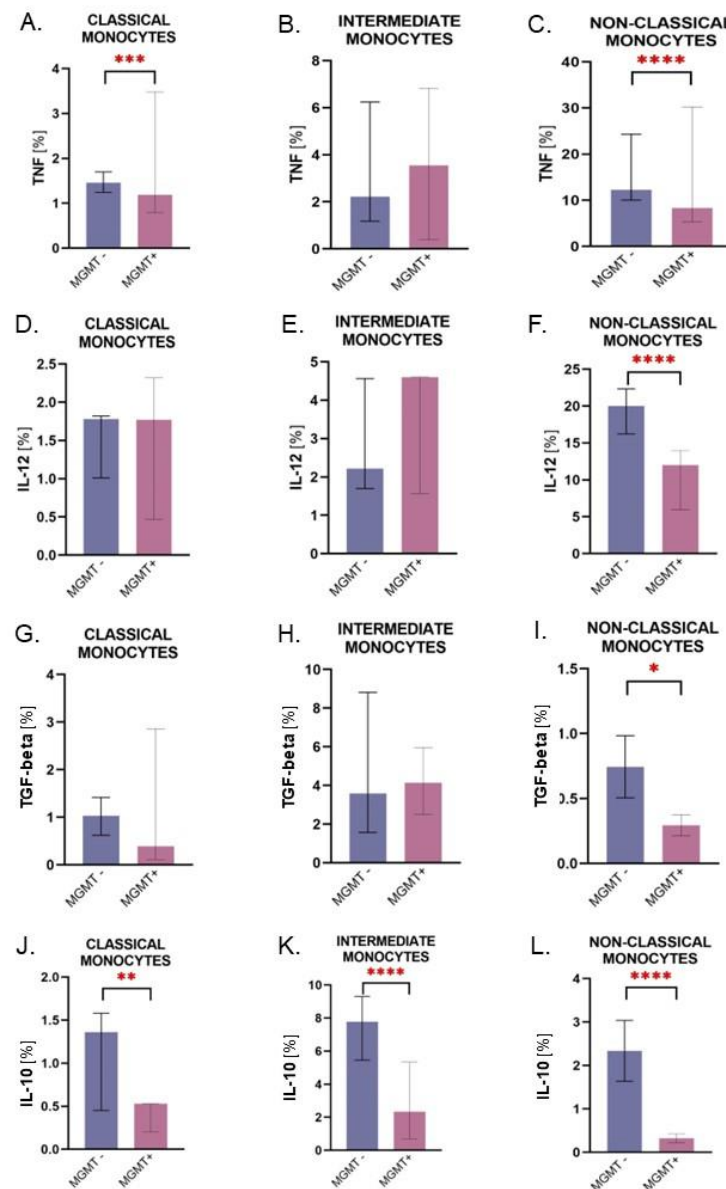 A.
CLASSICAL
MONOCYTES
***
TNF [%]
4
3
2
1
0
MGMT -
MGMT+
B.
INTERMEDIATE
MONOCYTES
TNF [%]
8
6
4
2
0
MGMT -
MGMT+
C.
NON-CLASSICAL
MONOCYTES
****
TNF [%]
40
30
20
10
0
MGMT -
MGMT+
D.
CLASSICAL
MONOCYTES
IL-12 [%]
2.5
2.0
1.5
1.0
0.5
0.0
MGMT -
MGMT+
E.
INTERMEDIATE
MONOCYTES
IL-12 [%]
5
4
3
2
1
0
MGMT -
MGMT+
F.
NON-CLASSICAL
MONOCYTES
****
IL-12 [%]
25
20
15
10
5
0
MGMT -
MGMT+
G.
CLASSICAL
MONOCYTES
TGF-beta [%]
4
3
2
1
0
MGMT -
MGMT+
H.
INTERMEDIATE
MONOCYTES
TGF-beta [%]
10
8
6
4
2
0
MGMT -
MGMT+
I.
NON-CLASSICAL
MONOCYTES
*
TGF-beta [%]
1.5
1.0
0.5
0.0
MGMT -
MGMT+
J.
CLASSICAL
MONOCYTES
**
IL-10 [%]
2.0
1.5
1.0
0.5
0.0
MGMT -
MGMT+
K.
INTERMEDIATE
MONOCYTES
****
IL-10 [%]
10
8
6
4
2
0
MGMT -
MGMT+
L.
NON-CLASSICAL
MONOCYTES
****
IL-10 [%]
4
3
2
1
0
MGMT -
MGMT+